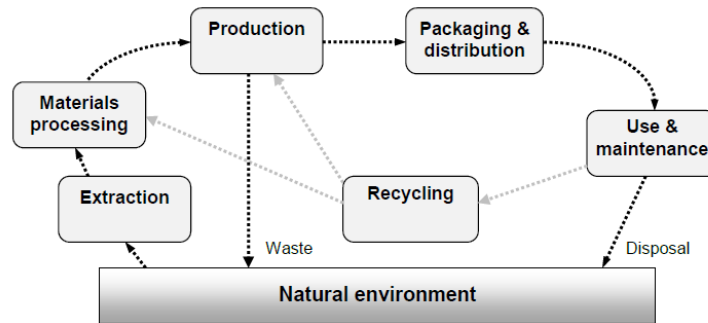 Production
Packaging &
distribution
Materials
processing
Use &
maintenance
Extraction
Recycling
Waste
Disposal
Natural environment